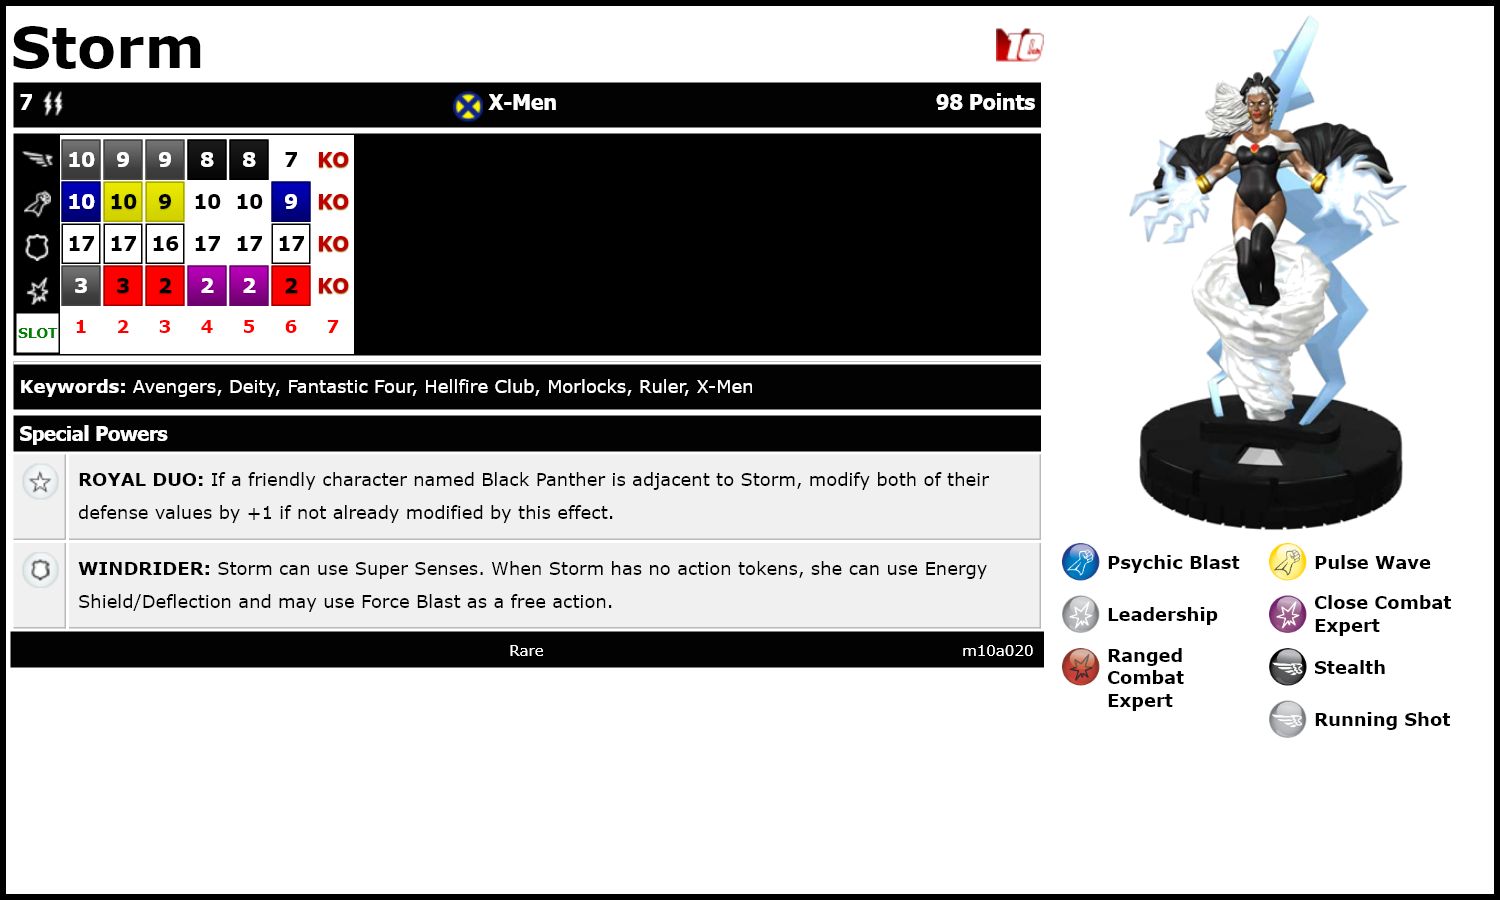 Storm
10
7
X-Men
98 Points
10 9 9 8 8 7 KO
10 10 9 10 10 9 KO
17 17 16 17 17 17 KO
3 3 2 2 2 2 KO
SLOT 1 2 3 4 5 6 7
Keywords: Avengers, Deity, Fantastic Four, Hellfire Club, Morlocks, Ruler, X-Men
Special Powers
ROYAL DUO: If a friendly character named Black Panther is adjacent to Storm, modify both of their
defense values by +1 if not already modified by this effect.
WINDRIDER: Storm can use Super Senses. When Storm has no action tokens, she can use Energy
Shield/Deflection and may use Force Blast as a free action.
Rare
m10a020
Psychic Blast
Pulse Wave
Leadership
Close Combat
Expert
Ranged
Combat
Expert
Stealth
Running Shot